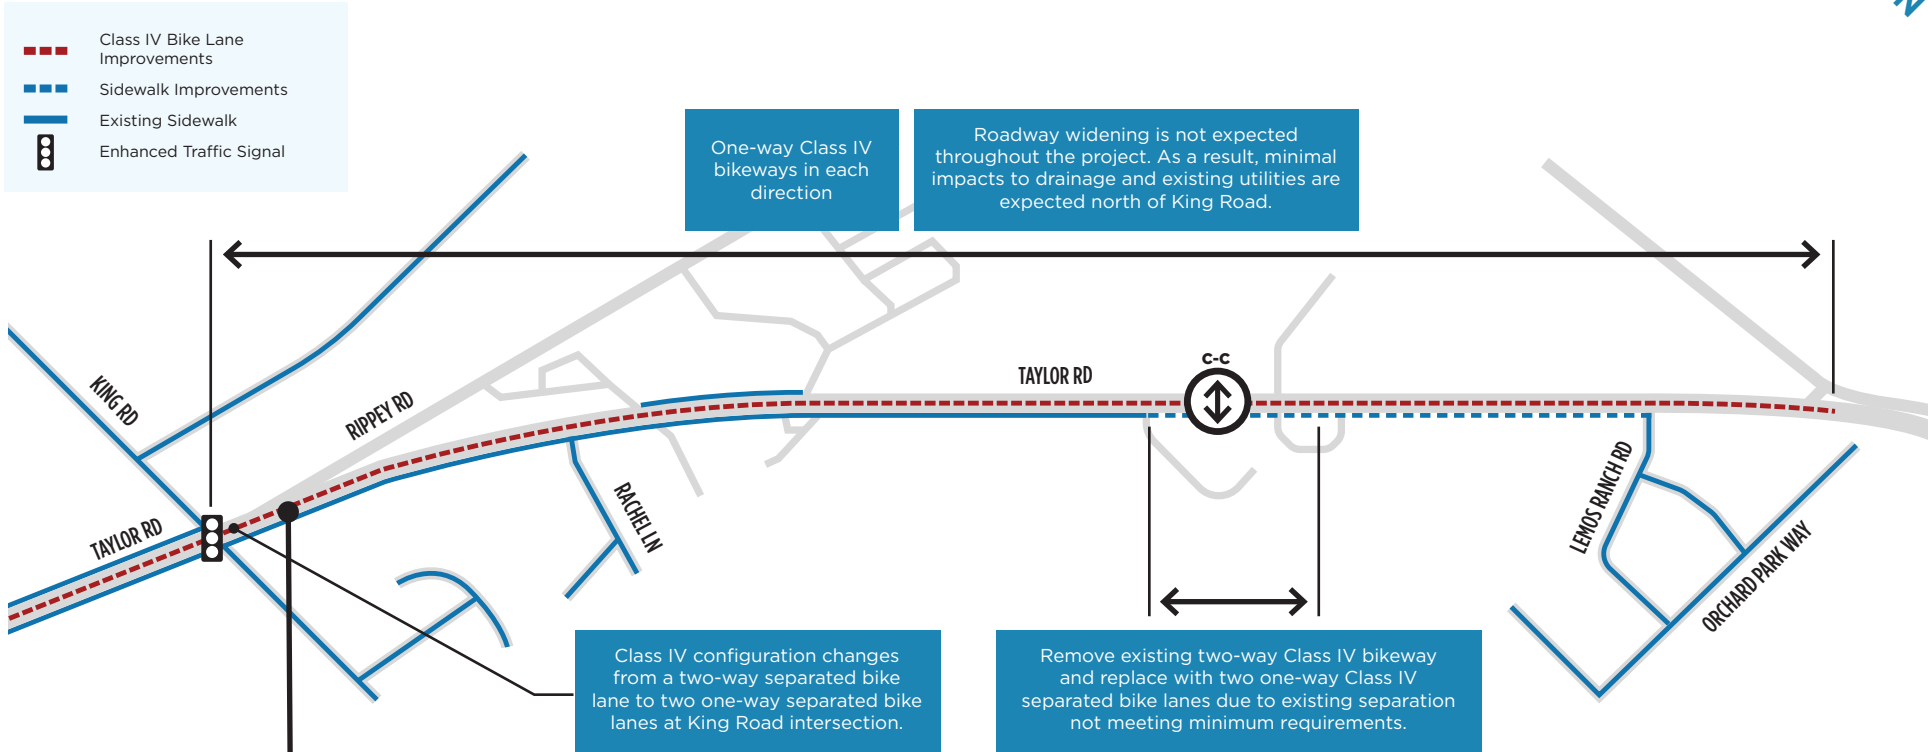 N
Class IV Bike Lane
Improvements
Sidewalk Improvements
Existing Sidewalk
Enhanced Traffic Signal
One-way Class IV
bikeways in each
direction
Roadway widening is not expected
throughout the project. As a result, minimal
impacts to drainage and existing utilities are
expected north of King Road.
KING RD
RIPPEY RD
TAYLOR RD
C-C
TAYLOR RD
RACHEL LN
LEMOS RANCH RD
ORCHARD PARK WAY
Class IV configuration changes
from a two-way separated bike
lane to two one-way separated bike
lanes at King Road intersection.
Remove existing two-way Class IV bikeway
and replace with two one-way Class IV
separated bike lanes due to existing separation
not meeting minimum requirements.